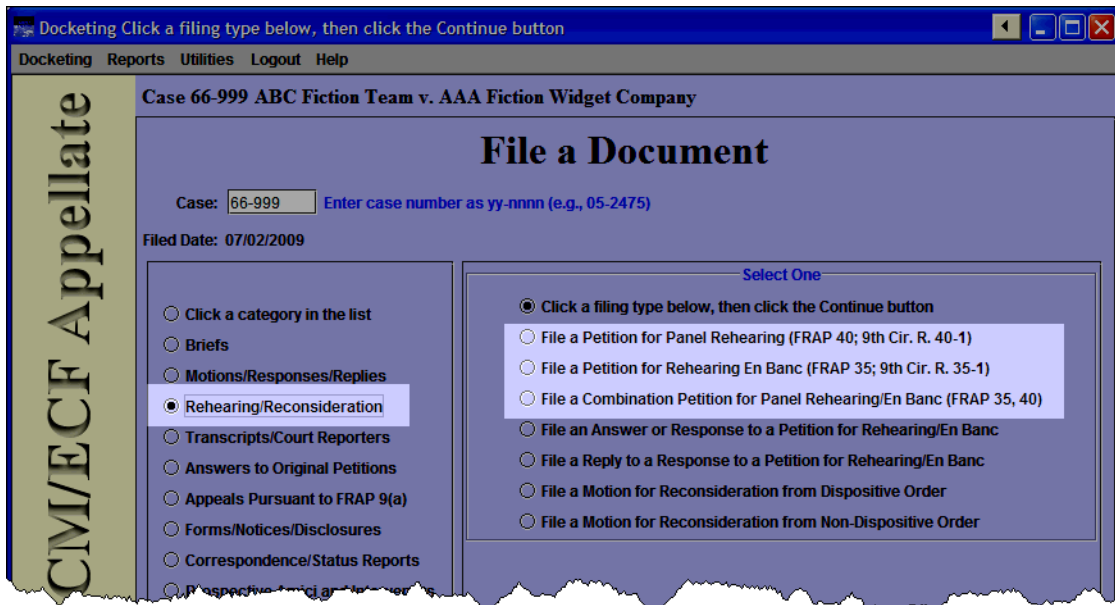 Docketing Click a filing type below, then click the Continue button
Docketing Reports Utilities Logout Help
CM/ECF Appellate
Case 66-999 ABC Fiction Team v. AAA Fiction Widget Company
File a Document
Case: 66-999 Enter case number as yy-nnnn (e.g., 05-2475)
Filed Date: 07/02/2009
Click a category in the list
Briefs
Motions/Responses/Replies
Rehearing/Reconsideration
Transcripts/Court Reporters
Answers to Original Petitions
Appeals Pursuant to FRAP 9(a)
Forms/Notices/Disclosures
Correspondence/Status Reports
Prospective Amici and
Select One
Click a filing type below, then click the Continue button
File a Petition for Panel Rehearing (FRAP 40; 9th Cir. R. 40-1)
File a Petition for Rehearing En Banc (FRAP 35; 9th Cir. R. 35-1)
File a Combination Petition for Panel Rehearing/En Banc (FRAP 35, 40)
File an Answer or Response to a Petition for Rehearing/En Banc
File a Reply to a Response to a Petition for Rehearing/En Banc
File a Motion for Reconsideration from Dispositive Order
File a Motion for Reconsideration from Non-Dispositive Order